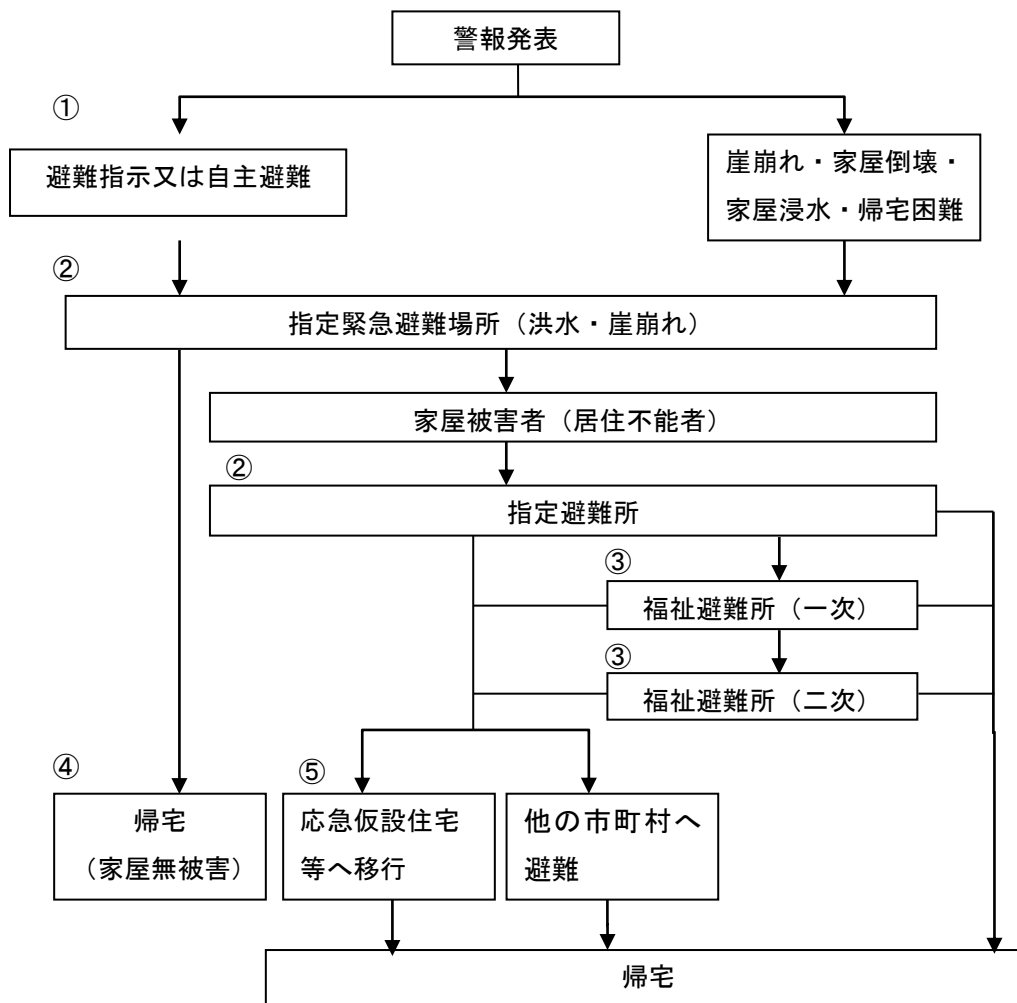 警報発表
①
避難指示又は自主避難
崖崩れ・家屋倒壊・
家屋浸水・帰宅困難
②
指定緊急避難場所（洪水・崖崩れ）
家屋被害者（居住不能者）
②
指定避難所
③
福祉避難所（一次）
③
福祉避難所（二次）
④
帰宅
（家屋無被害）
⑤
応急仮設住宅
等へ移行
他の市町村へ
避難
帰宅